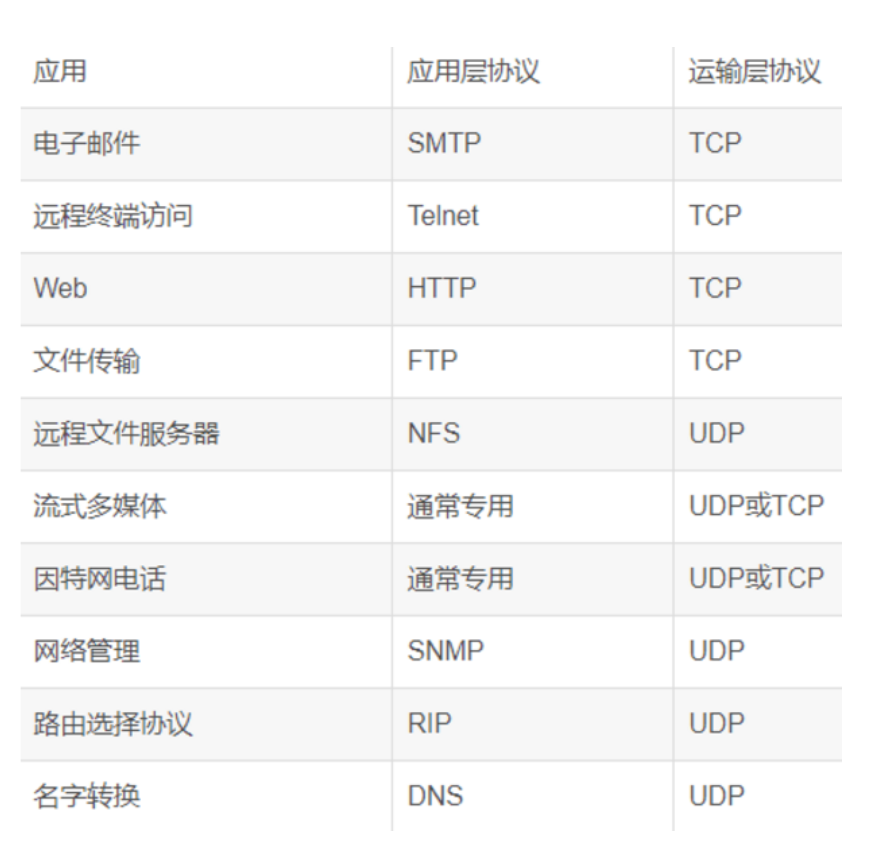 应用 应用层协议 运输层协议
电子邮件 SMTP TCP
远程终端访问 Telnet TCP
Web HTTP TCP
文件传输 FTP TCP
远程文件服务器 NFS UDP
流式多媒体 通常专用 UDP或TCP
因特网电话 通常专用 UDP或TCP
网络管理 SNMP UDP
路由选择协议 RIP UDP
名字转换 DNS UDP